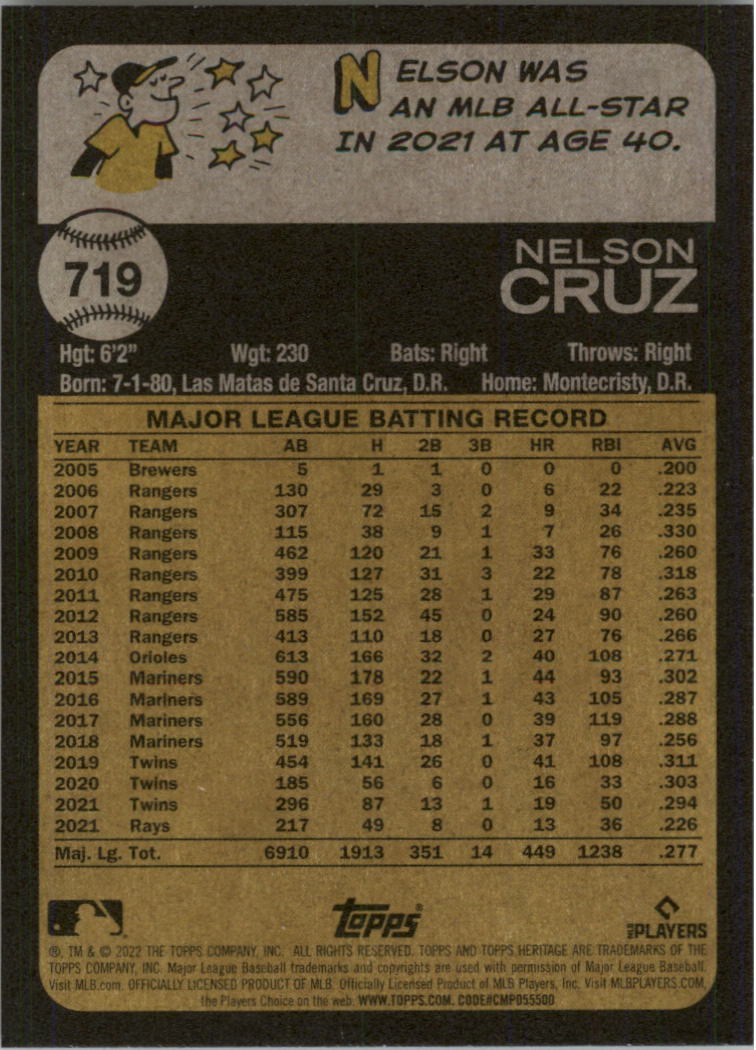 NELSON WAS
AN MLB ALL-STAR
IN 2021 AT AGE 40.
719
NELSON
CRUZ
Hgt: 6'2" Wgt: 230 Bats: Right Throws: Right
Born: 7-1-80, Las Matas de Santa Cruz, D.R. Home: Montecristy, D.R.
MAJOR LEAGUE BATTING RECORD
YEAR TEAM AB H 2B 3B HR RBI AVG
2005 Brewers 5 1 1 0 0 0 .200
2006 Rangers 130 29 3 0 6 22 .223
2007 Rangers 307 72 15 2 9 34 .235
2008 Rangers 115 38 9 1 7 26 .330
2009 Rangers 462 120 21 1 33 76 .260
2010 Rangers 399 127 31 3 22 78 .318
2011 Rangers 475 125 28 1 29 87 .263
2012 Rangers 585 152 45 0 24 90 .260
2013 Rangers 413 110 18 0 27 76 .266
2014 Orioles 613 166 32 2 40 108 .271
2015 Mariners 590 178 22 1 44 93 .302
2016 Mariners 589 169 27 1 43 105 .287
2017 Mariners 556 160 28 0 39 119 .288
2018 Mariners 519 133 18 1 37 97 .256
2019 Twins 454 141 26 0 41 108 .311
2020 Twins 185 56 6 0 16 33 .303
2021 Twins 296 87 13 1 19 50 .294
2021 Rays 217 49 8 0 13 36 .226
Maj. Lg. Tot. 6910 1913 351 14 449 1238 .277
Topps®
MLB PLAYERS
®, TM & © 2022 THE TOPPS COMPANY, INC. ALL RIGHTS RESERVED. TOPPS AND TOPPS HERITAGE ARE TRADEMARKS OF THE
TOPPS COMPANY, INC. Major League Baseball trademarks and copyrights are used with permission of Major League Baseball.
Visit MLB.com. OFFICIALLY LICENSED PRODUCT OF MLB. Officially Licensed Product of MLB Players, Inc. Visit MLBPLAYERS.COM,
the Players Choice on the web. WWW.TOPPS.COM. CODE#CMP055500